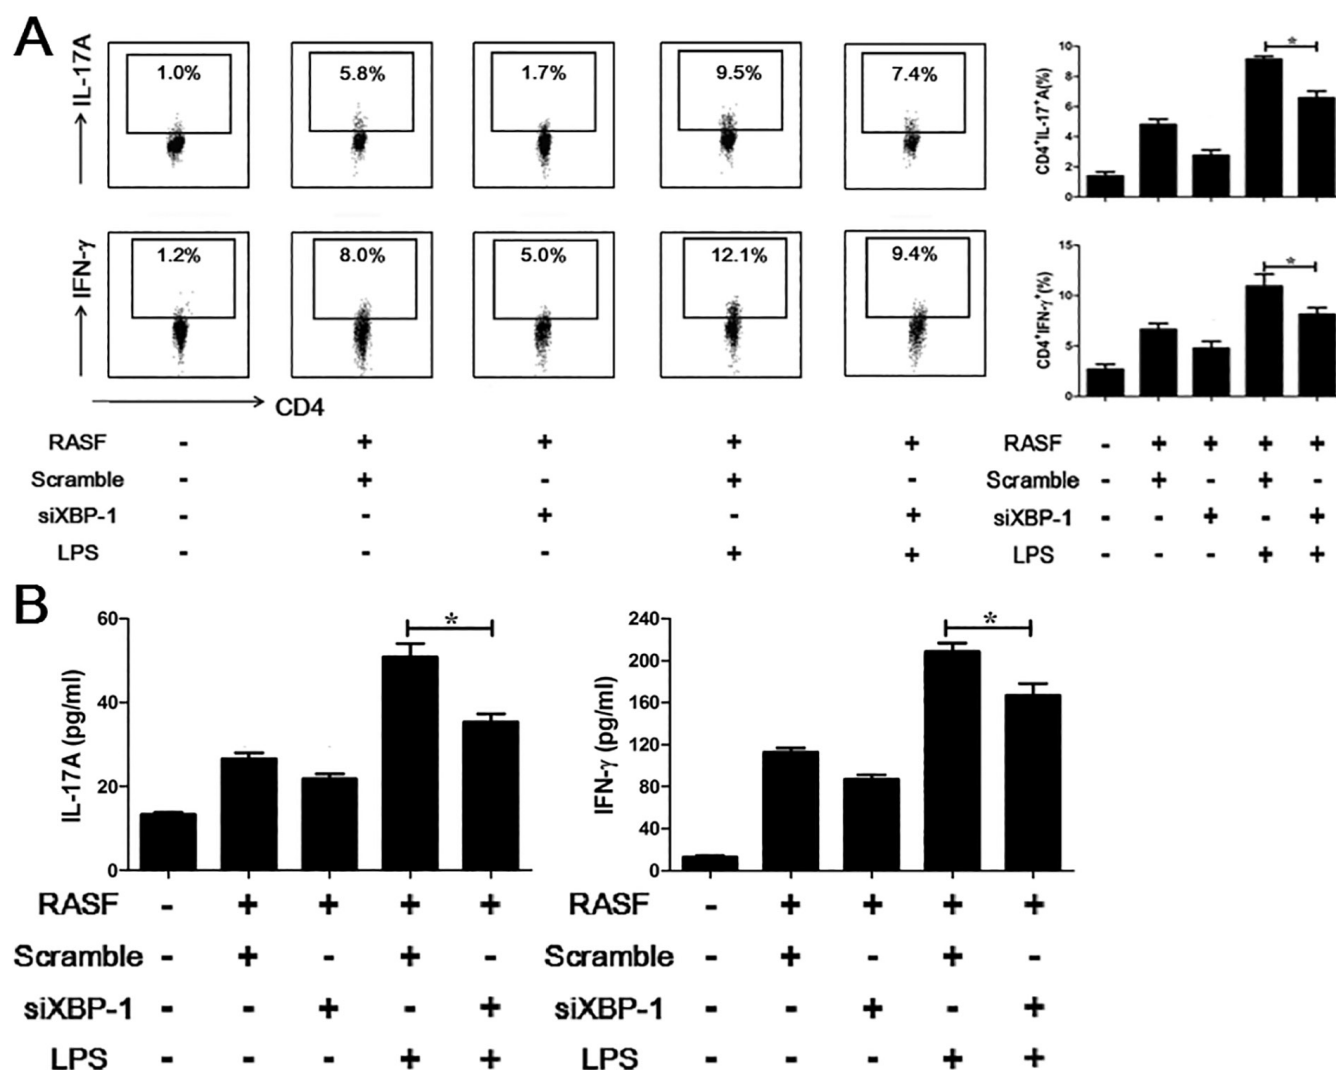 A
IL-17A
1.0%
5.8%
1.7%
9.5%
7.4%
CD4+IL-17+A(%)
10
8
6
4
2
0
*
IFN-γ
1.2%
8.0%
5.0%
12.1%
9.4%
CD4+IFN-γ+(%)
15
10
5
0
*
CD4
RASF - + + + +
Scramble - + - + -
siXBP-1 - - + - +
LPS - - - + +
RASF - + + + +
Scramble - + - + -
siXBP-1 - - + - +
LPS - - - + +
B
IL-17A (pg/ml)
60
40
20
0
*
RASF - + + + +
Scramble - + - + -
siXBP-1 - - + - +
LPS - - - + +
IFN-γ (pg/ml)
240
200
160
120
80
40
0
*
RASF - + + + +
Scramble - + - + -
siXBP-1 - - + - +
LPS - - - + +